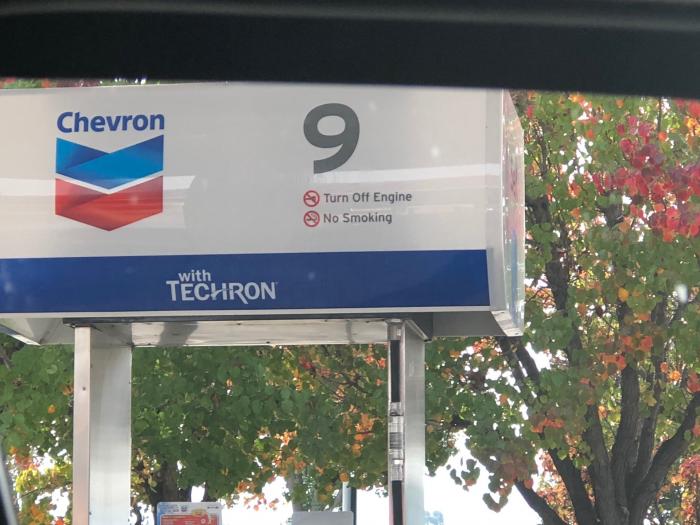 Chevron
9
Turn Off Engine
No Smoking
with
TECHRON